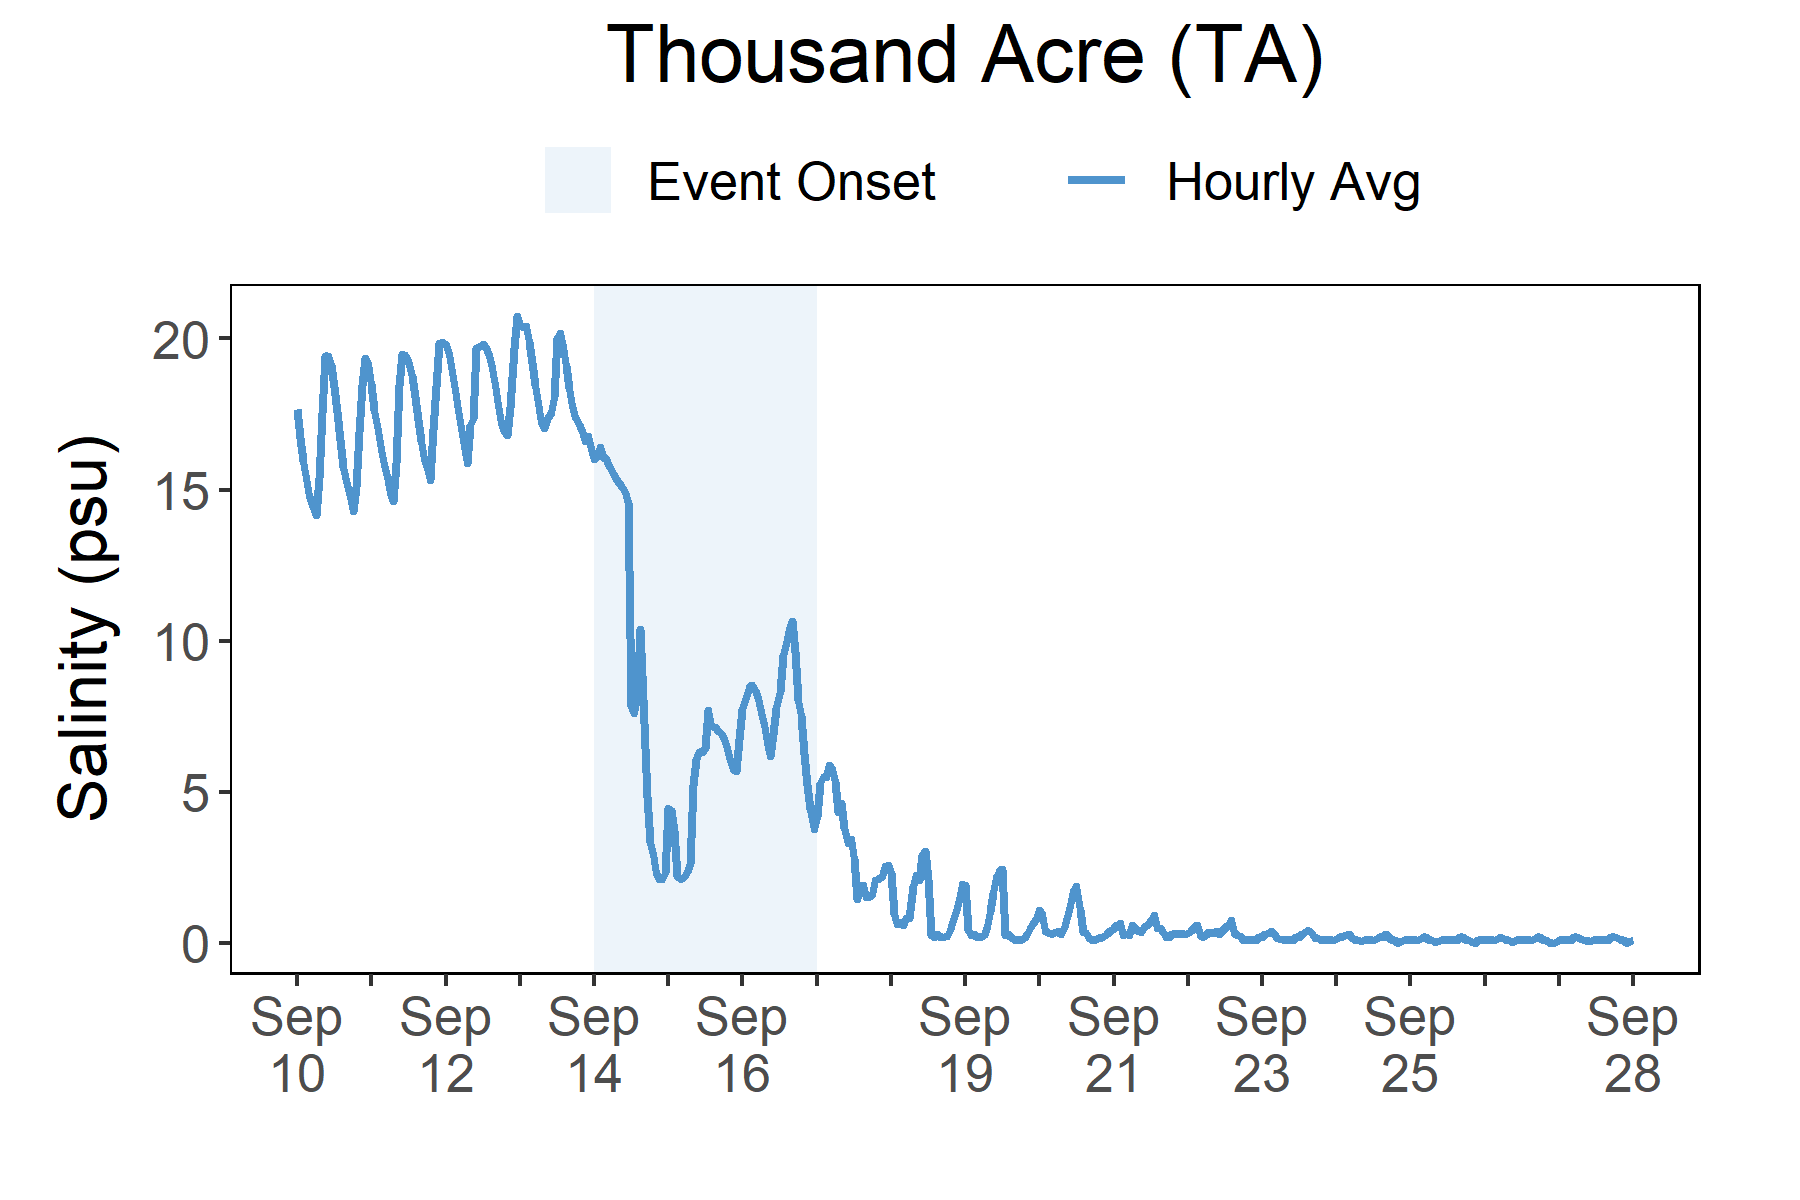 Thousand Acre (TA)
Event Onset
Hourly Avg
Salinity (psu)
20
15
10
5
0
Sep
10
Sep
12
Sep
14
Sep
16
Sep
19
Sep
21
Sep
23
Sep
25
Sep
28